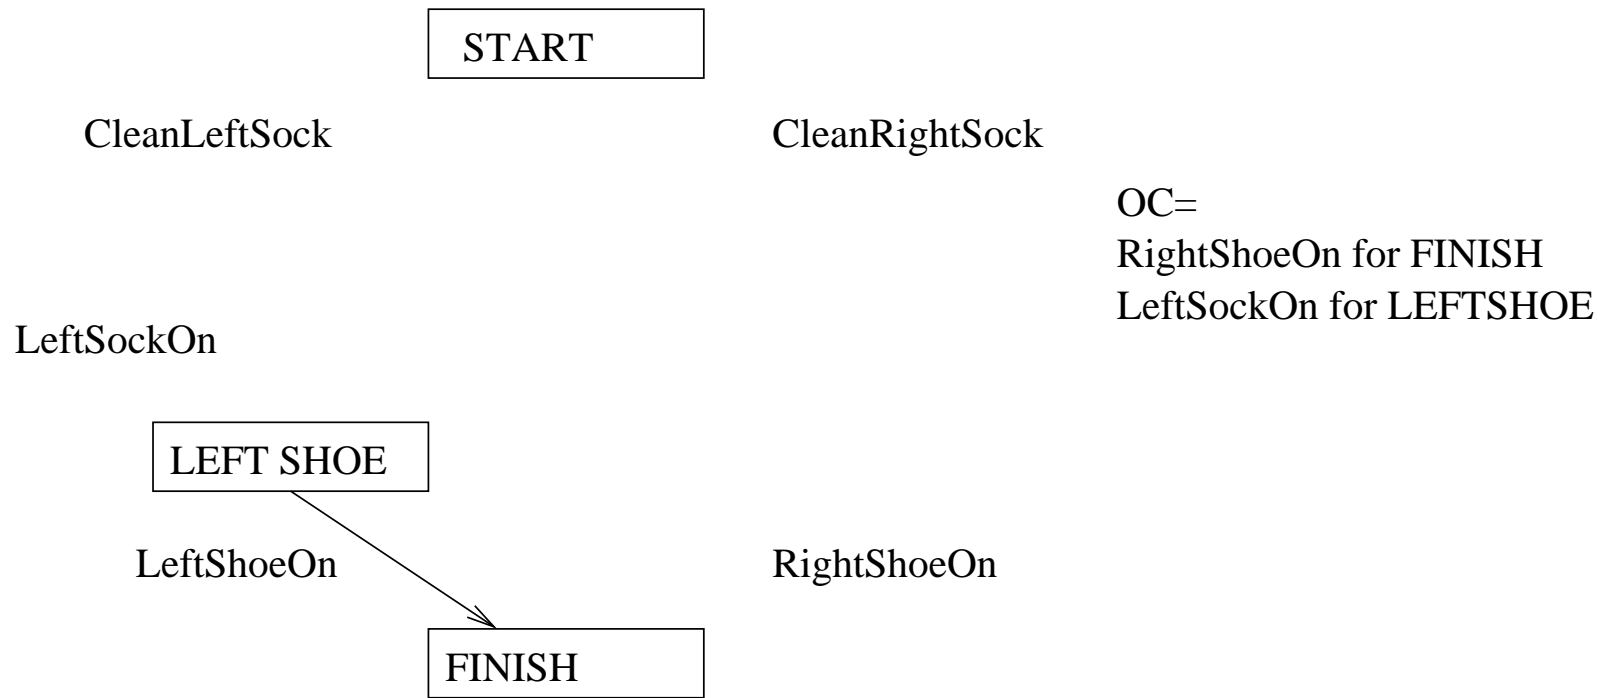 START
CleanLeftSock
CleanRightSock
OC=
RightShoeOn for FINISH
LeftSockOn for LEFTSHOE
LeftSockOn
LEFT SHOE
LeftShoeOn
RightShoeOn
FINISH